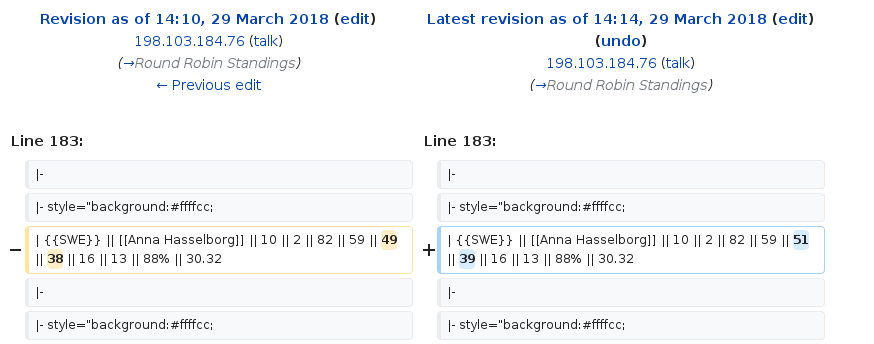 Revision as of 14:10, 29 March 2018 (edit)
198.103.184.76 (talk)
(→Round Robin Standings)
← Previous edit
Latest revision as of 14:14, 29 March 2018 (edit)
(undo)
198.103.184.76 (talk)
(→Round Robin Standings)
Line 183:
Line 183:
|-
|-
|- style="background:#ffffcc;
|- style="background:#ffffcc;
− | {{SWE}} || [[Anna Hasselborg]] || 10 || 2 || 82 || 59 || 49
|| 38 || 16 || 13 || 88% || 30.32
+ | {{SWE}} || [[Anna Hasselborg]] || 10 || 2 || 82 || 59 || 51
|| 39 || 16 || 13 || 88% || 30.32
|-
|-
|- style="background:#ffffcc;
|- style="background:#ffffcc;